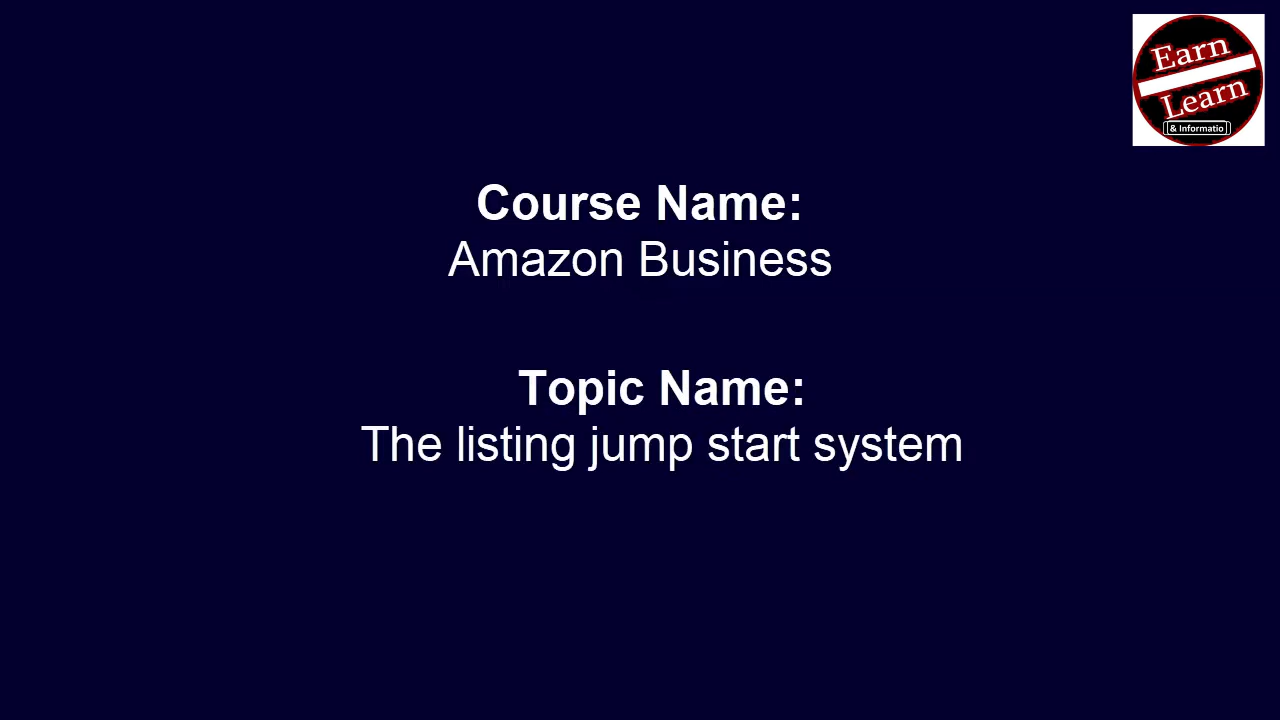 Earn
Learn
& Informatio
Course Name:
Amazon Business
Topic Name:
The listing jump start system